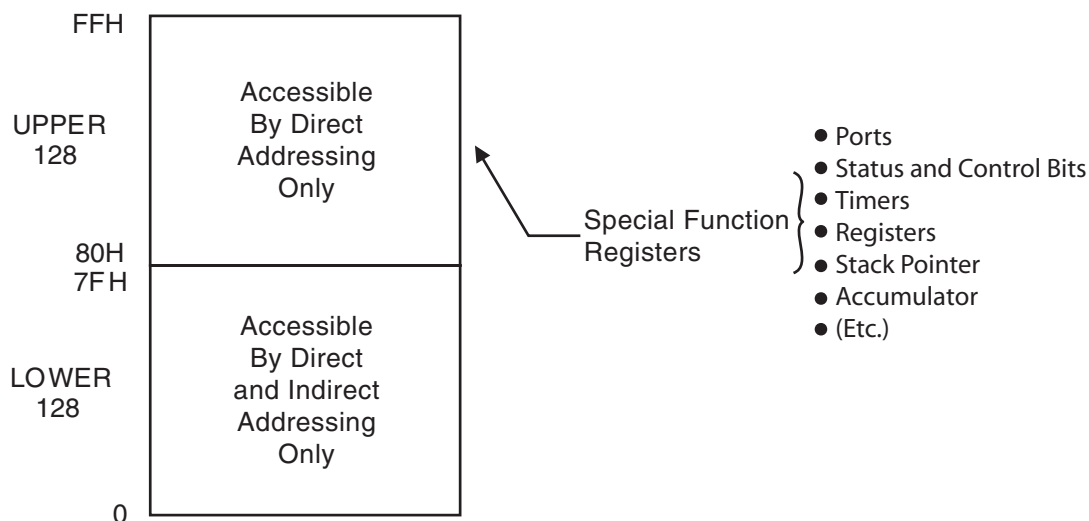 FFH
UPPER
128
80H
7FH
LOWER
128
0
Accessible
By Direct
Addressing
Only
Accessible
By Direct
and Indirect
Addressing
Only
Special Function
Registers
● Ports
● Status and Control Bits
● Timers
● Registers
● Stack Pointer
● Accumulator
● (Etc.)